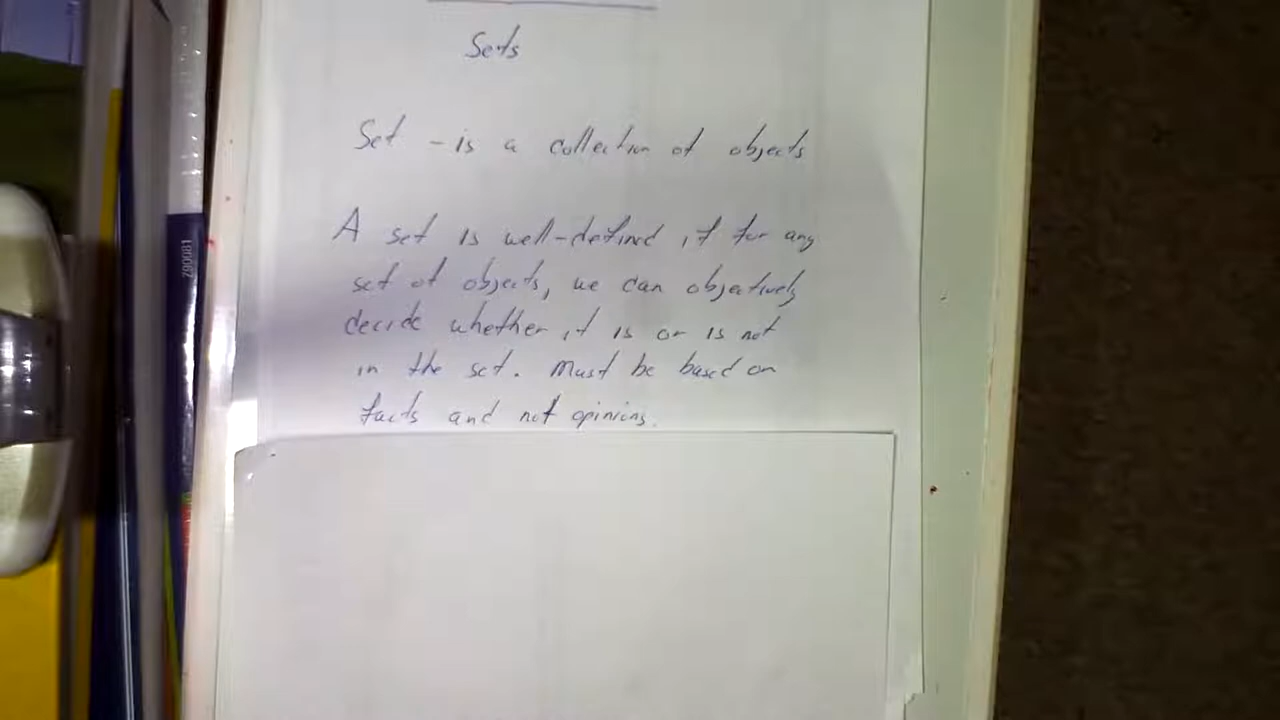 Sets
Set - is a collection of objects
A set is well-defined if for any
set of objects, we can objectively
decide whether it is or is not
in the set. Must be based on
facts and not opinions.
Z90081